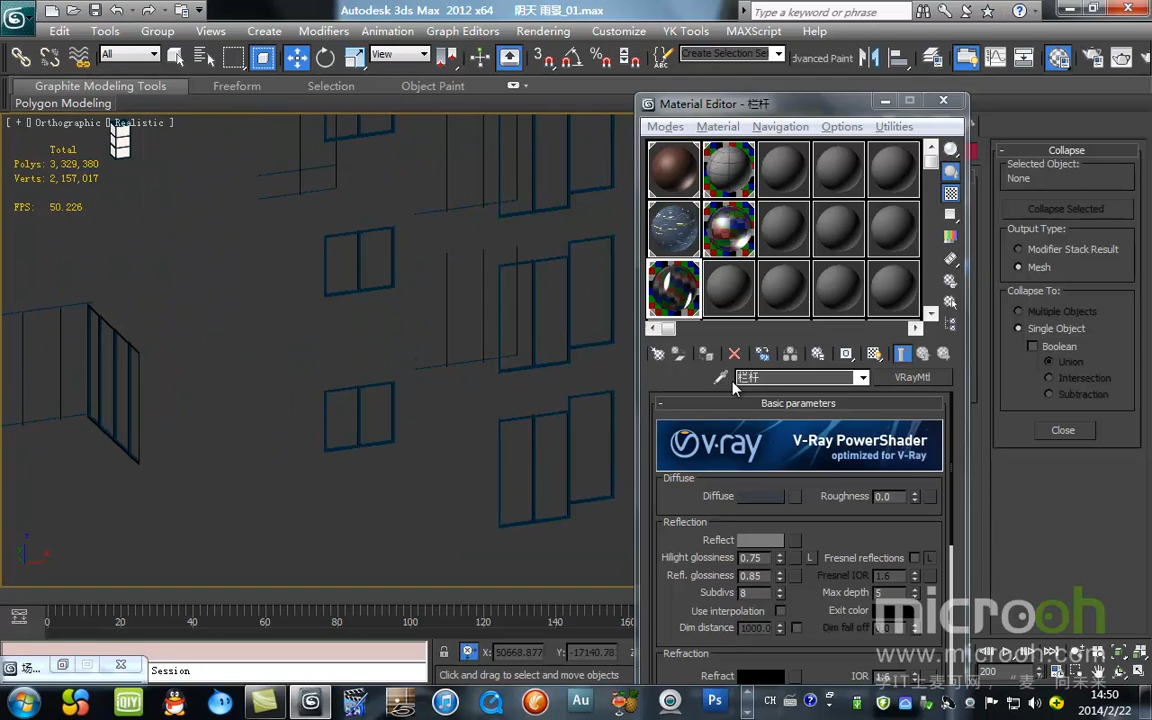 Autodesk 3ds Max 2012 x64 阴天 雨景_01.max
Type a keyword or phrase
Edit Tools Group Views Create Modifiers Animation Graph Editors Rendering Customize YK Tools MAXScript Help
All View Create Selection Se dvanced Paint
Graphite Modeling Tools Freeform Selection Object Paint
Polygon Modeling
[ + ] Orthographic [ Realistic ]
Total
Polys: 3,329,380
Verts: 2,157,017
FPS: 50.226
Material Editor - 栏杆
Modes Material Navigation Options Utilities
栏杆 VRayMtl
- Basic parameters
v·ray V-Ray PowerShader
optimized for V-Ray
Diffuse
Diffuse Roughness 0.0
Reflection
Reflect
Hilight glossiness 0.75 L Fresnel reflections L
Refl. glossiness 0.85 Fresnel IOR 1.6
Subdivs 8 Max depth 5
Use interpolation Exit color
Dim distance 1000.0 Dim fall off 0.0
Refraction
IOR
- Collapse
Selected Object:
None
Collapse Selected
Output Type:
Modifier Stack Result
Mesh
Collapse To:
Multiple Objects
Single Object
Boolean
Union
Intersection
Subtraction
Close
0 20 40 60 80 100 120 140 160
X: 50668.877 Y: -17140.78
Session
Click and drag to select and move objects
200
场...
microoh
www.microoh.com
CH
14:50
2014/2/22